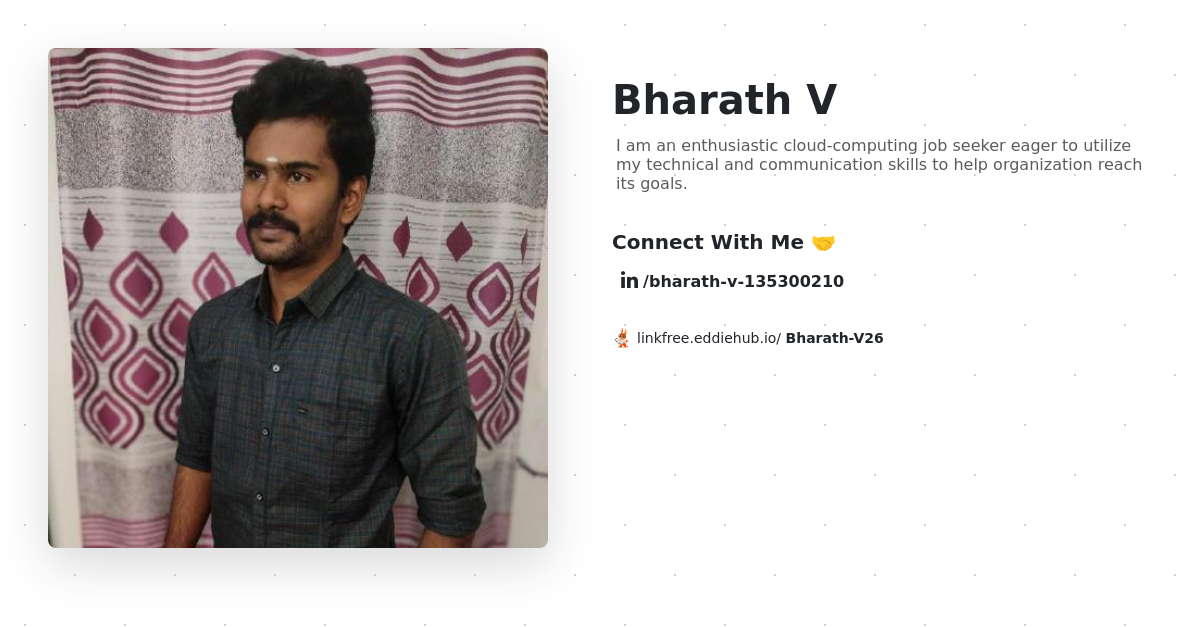 Bharath V
I am an enthusiastic cloud-computing job seeker eager to utilize
my technical and communication skills to help organization reach
its goals.
Connect With Me 🤝
in /bharath-v-135300210
linkfree.eddiehub.io/ Bharath-V26